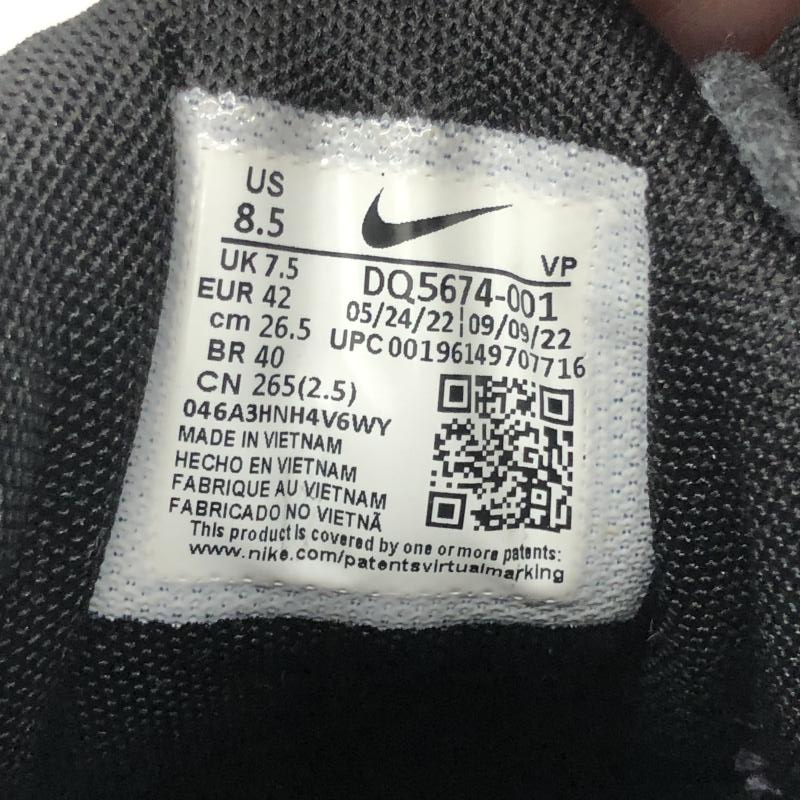 US
8.5
VP
UK 7.5
EUR 42
cm 26.5
BR 40
CN 265(2.5)
DQ5674-001
05/24/22|09/09/22
UPC 00196149707716
046A3HNH4V6WY
MADE IN VIETNAM
HECHO EN VIETNAM
FABRIQUE AU VIETNAM
FABRICADO NO VIETNÃ
This product is covered by one or more patents:
www.nike.com/patentsvirtualmarking